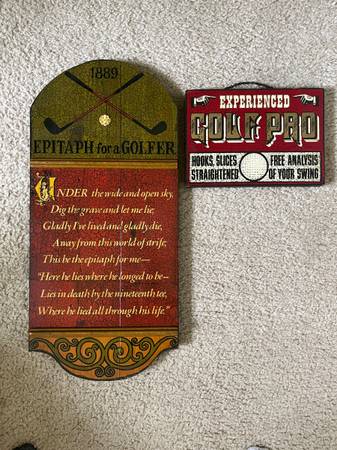 1889
EPITAPH for a GOLFER
UNDER the wide and open sky,
Dig the grave and let me lie;
Gladly I've lived and gladly die,
Away from this world of strife;
This be the epitaph for me—
"Here he lies where he longed to be—
Lies in death by the nineteenth tee,
Where he lied all through his life."
EXPERIENCED
GOLF PRO
HOOKS, SLICES
STRAIGHTENED
FREE ANALYSIS
OF YOUR SWING